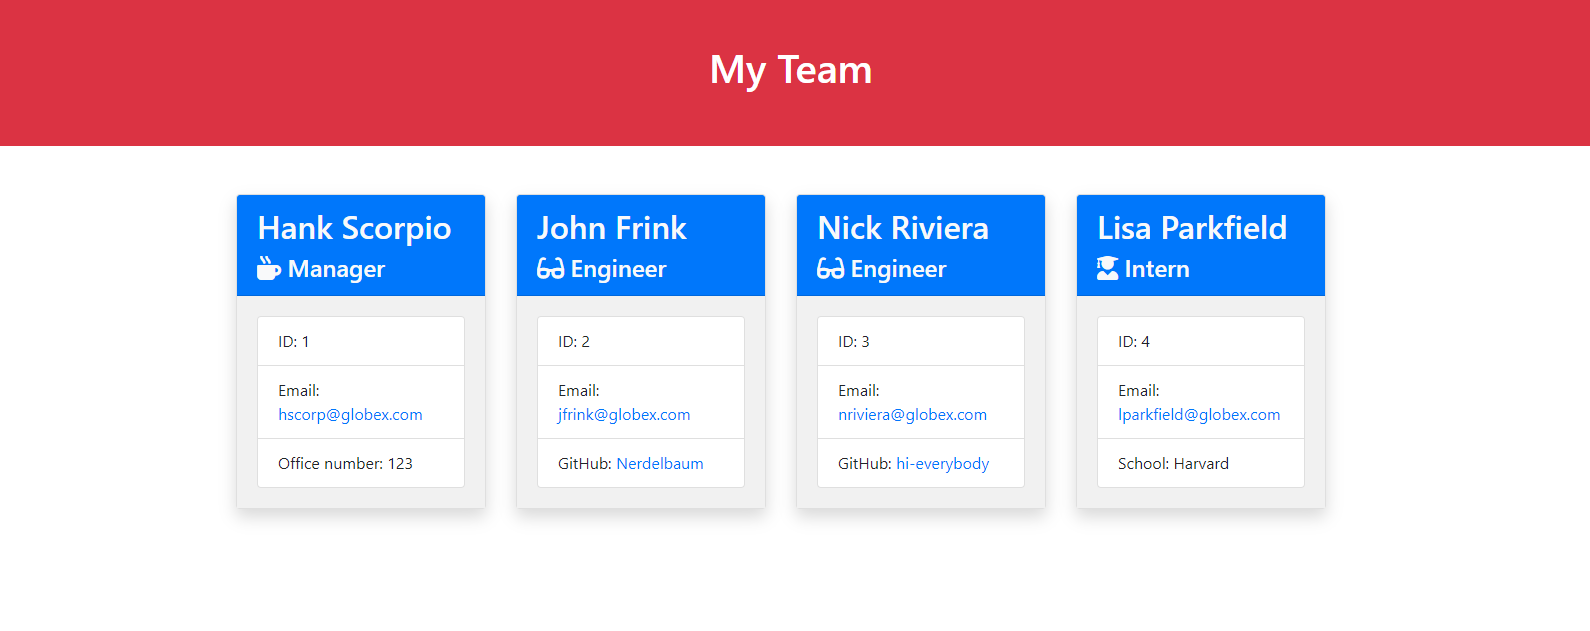 My Team
Hank Scorpio
Manager
ID: 1
Email:
hscorp@globex.com
Office number: 123
John Frink
Engineer
ID: 2
Email:
jfrink@globex.com
GitHub: Nerdelbaum
Nick Riviera
Engineer
ID: 3
Email:
nriviera@globex.com
GitHub: hi-everybody
Lisa Parkfield
Intern
ID: 4
Email:
lparkfield@globex.com
School: Harvard